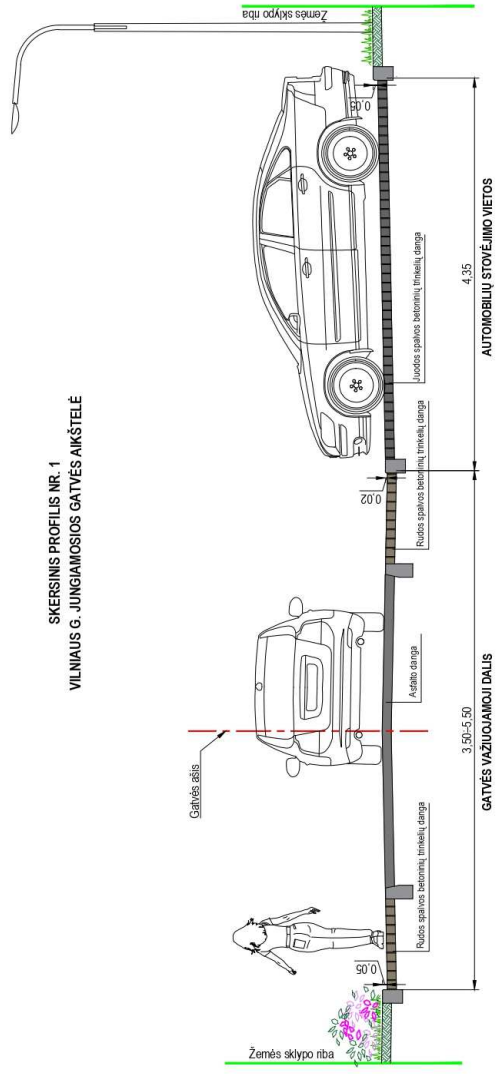 SKERSINIS PROFILIS NR. 1
VILNIAUS G. JUNGIAMOSIOS GATVĖS AIKŠTELĖ
Gatvės ašis
Žemės sklypo riba
Žemės sklypo riba
0,05
0,02
0,05
Rudos spalvos betoninių trinkelių danga
Asfalto danga
Rudos spalvos betoninių trinkelių danga
Juodos spalvos betoninių trinkelių danga
3,50-5,50
4,35
GATVĖS VAŽIUOJAMOJI DALIS
AUTOMOBILIŲ STOVĖJIMO VIETOS